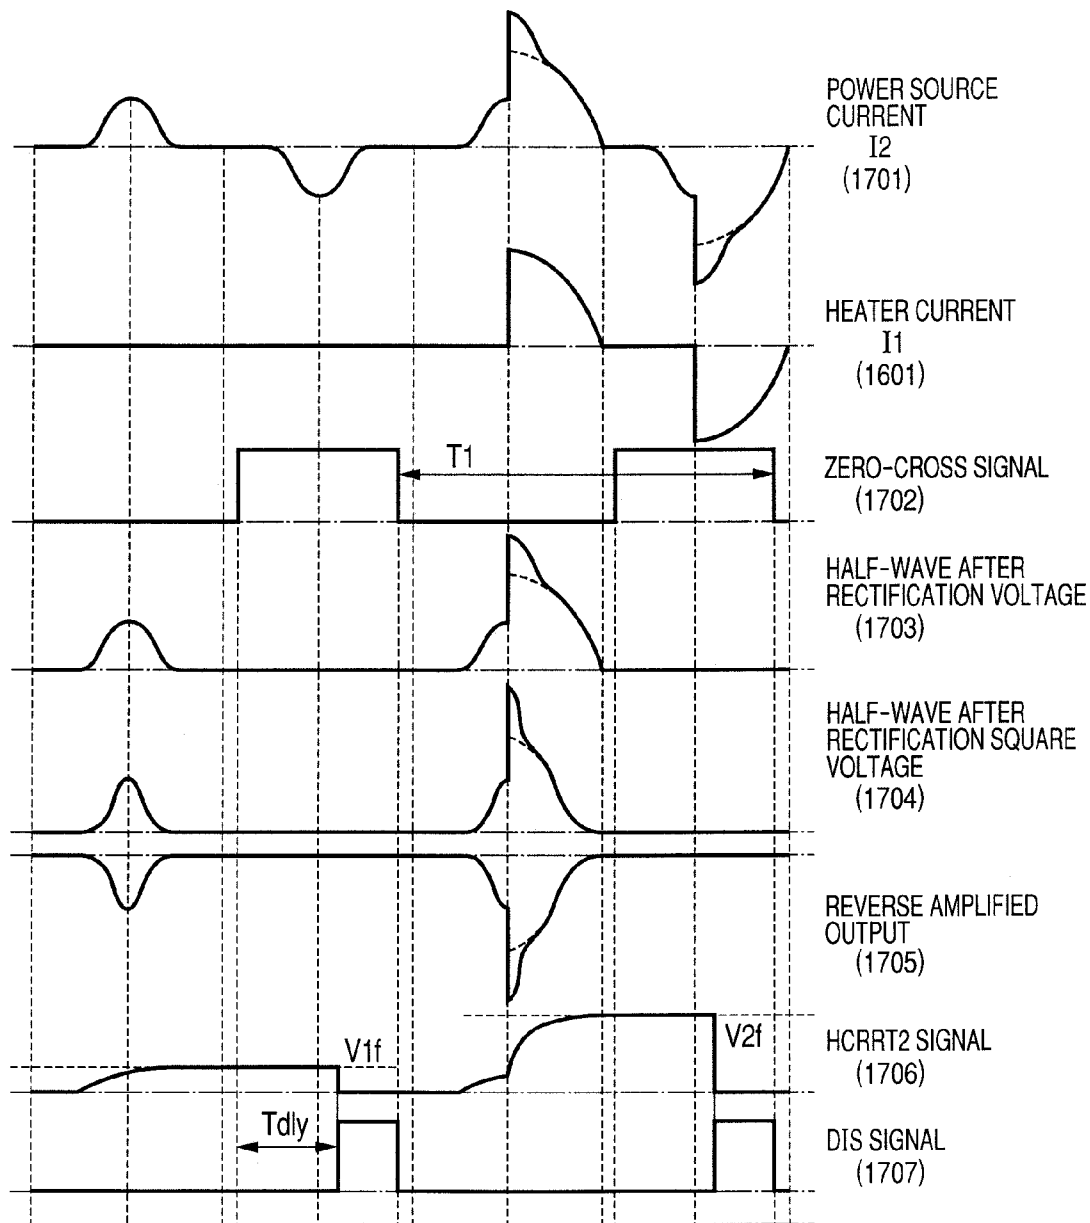 POWER SOURCE
CURRENT
I2
(1701)
HEATER CURRENT
I1
(1601)
T1
ZERO-CROSS SIGNAL
(1702)
HALF-WAVE AFTER
RECTIFICATION VOLTAGE
(1703)
HALF-WAVE AFTER
RECTIFICATION SQUARE
VOLTAGE
(1704)
REVERSE AMPLIFIED
OUTPUT
(1705)
V1f
V2f
HCRRT2 SIGNAL
(1706)
Tdly
DIS SIGNAL
(1707)